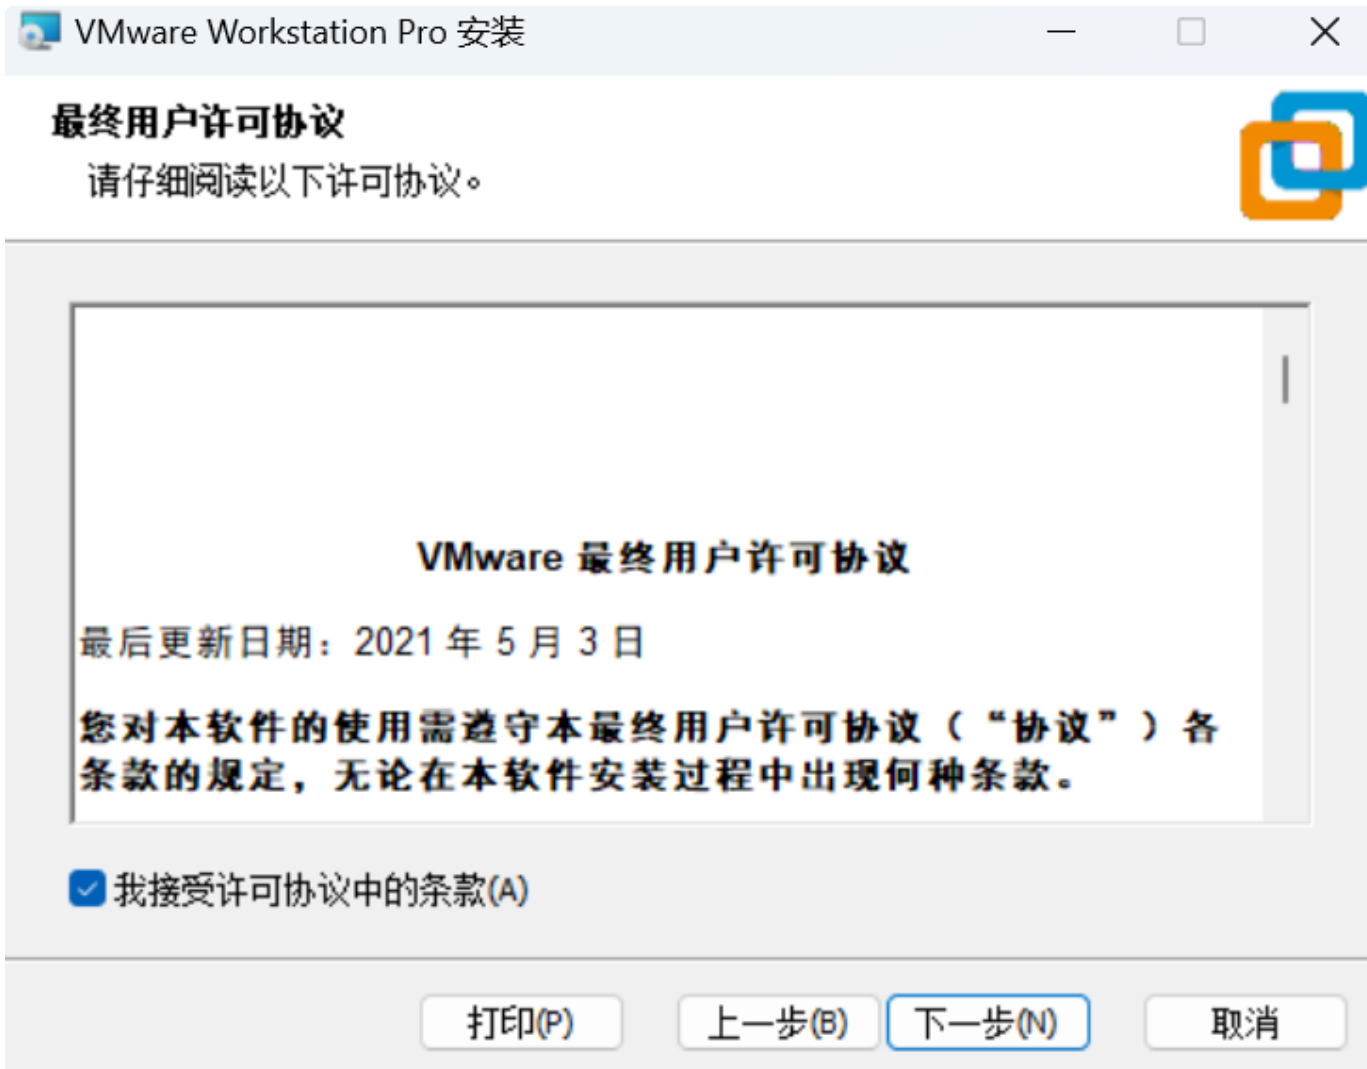 VMware Workstation Pro 安装
最终用户许可协议
请仔细阅读以下许可协议。
VMware 最终用户许可协议
最后更新日期：2021 年 5 月 3 日
您对本软件的使用需遵守本最终用户许可协议（“协议”）各
条款的规定，无论在本软件安装过程中出现何种条款。
我接受许可协议中的条款(A)
打印(P) 上一步(B) 下一步(N) 取消